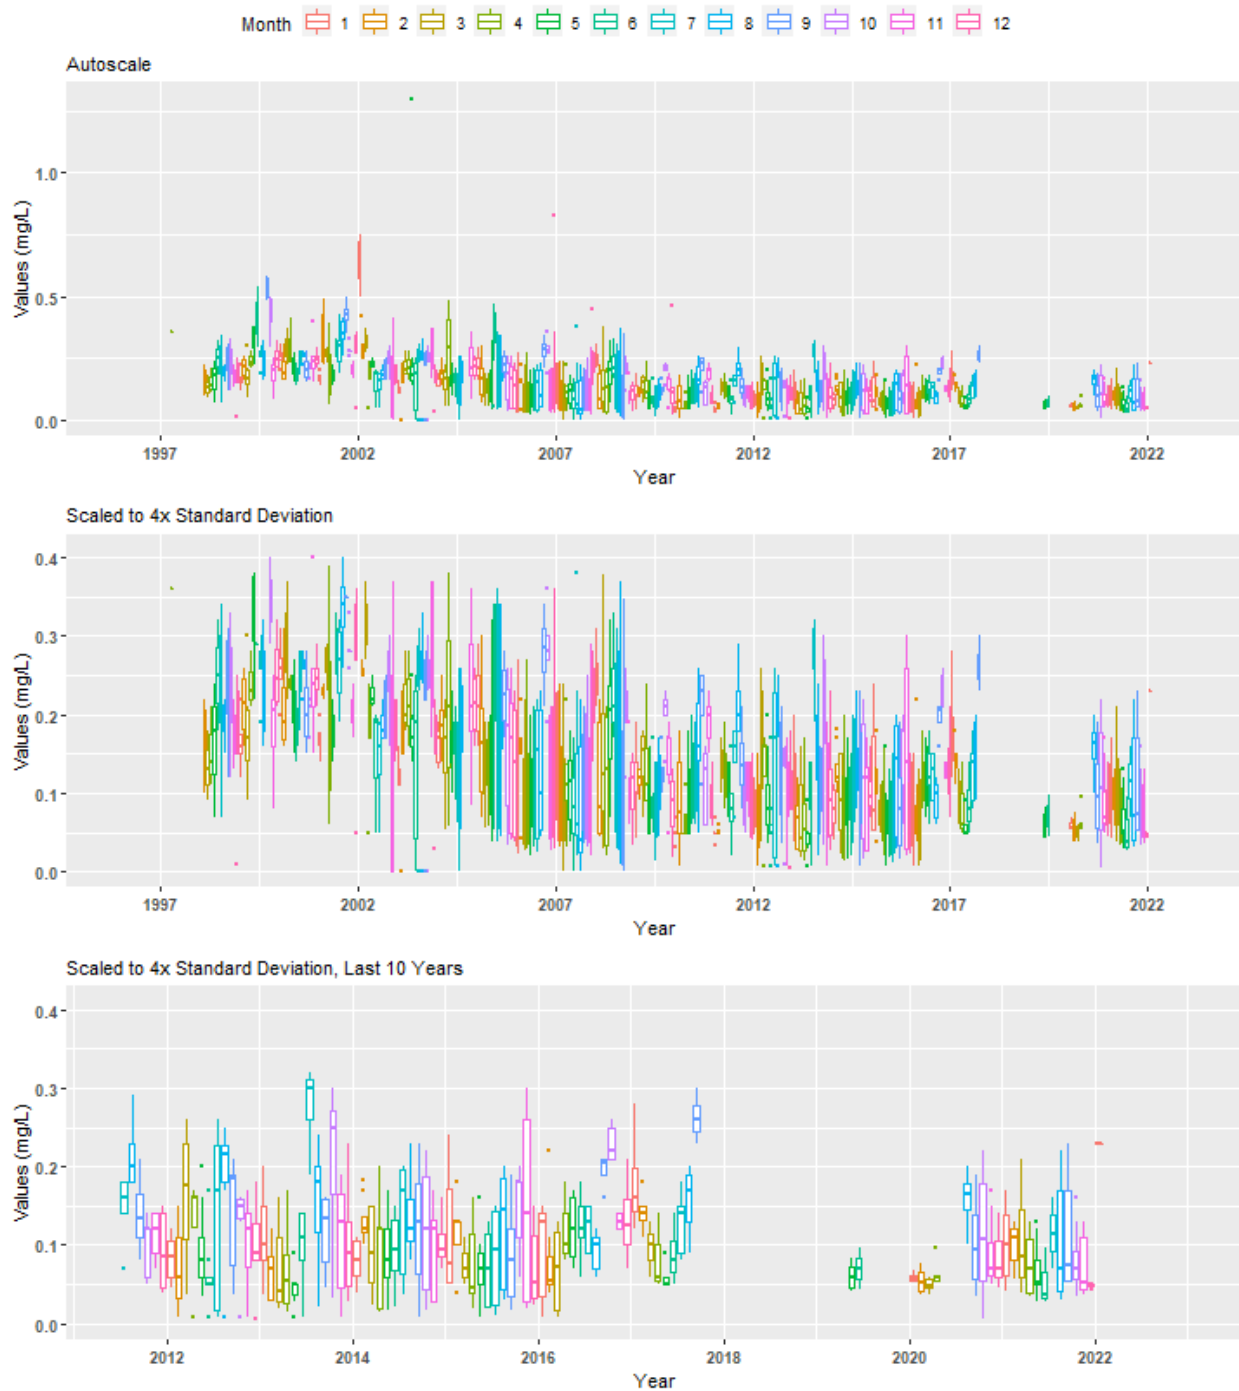 Month 1 2 3 4 5 6 7 8 9 10 11 12
Autoscale
Values (mg/L)
1.0
0.5
0.0
1997 2002 2007 2012 2017 2022
Year
Scaled to 4x Standard Deviation
Values (mg/L)
0.4
0.3
0.2
0.1
0.0
1997 2002 2007 2012 2017 2022
Year
Scaled to 4x Standard Deviation, Last 10 Years
Values (mg/L)
0.4
0.3
0.2
0.1
0.0
2012 2014 2016 2018 2020 2022
Year